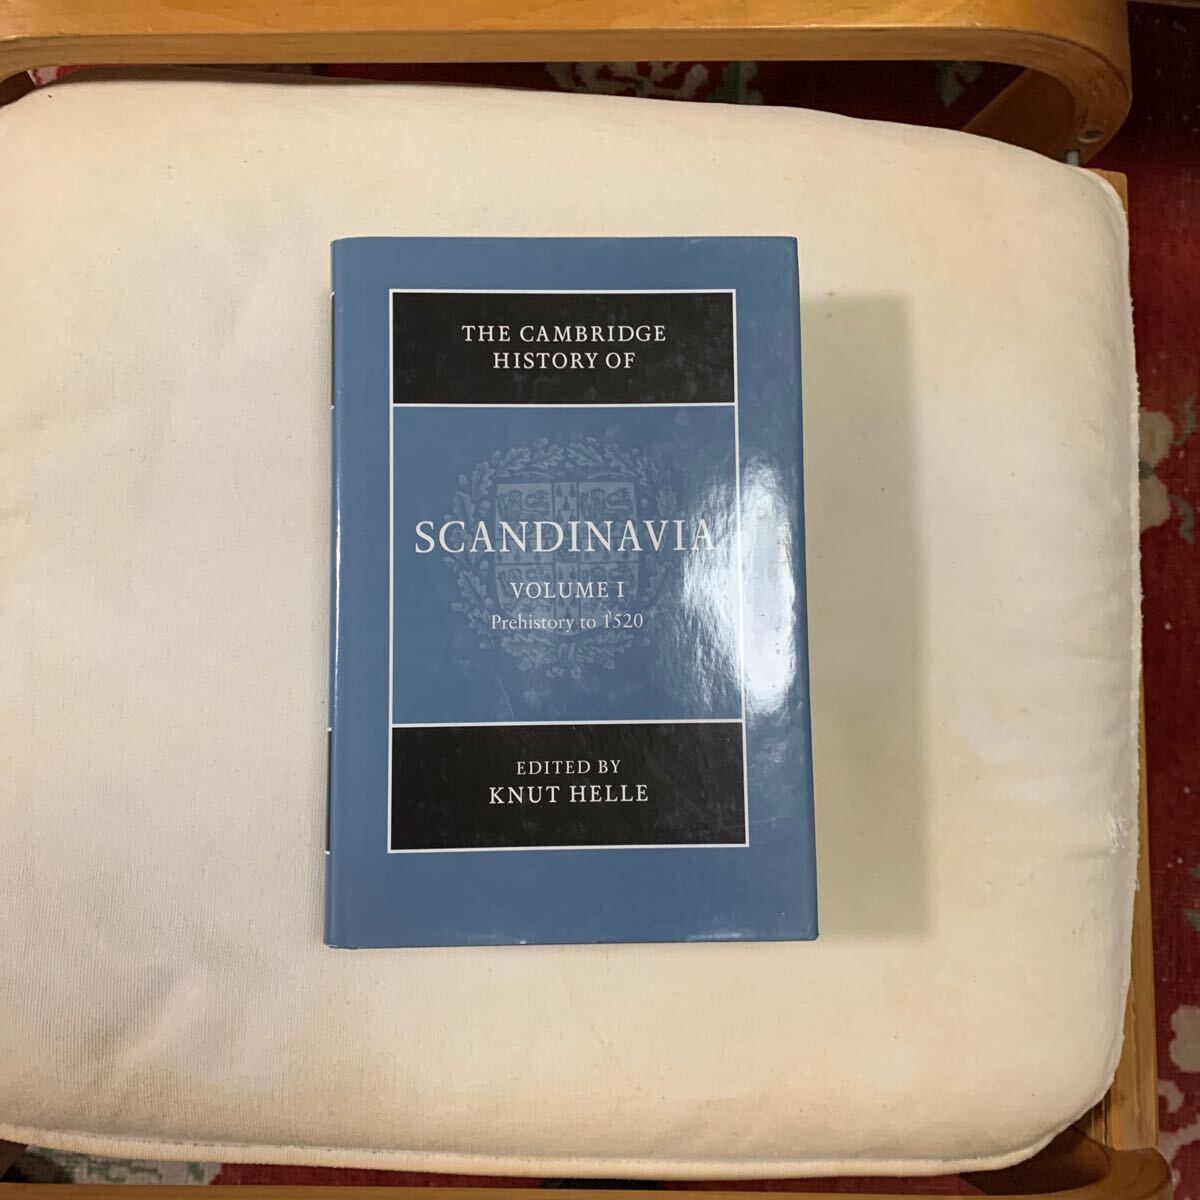 THE CAMBRIDGE
HISTORY OF
SCANDINAVIA
VOLUME I
Prehistory to 1520
EDITED BY
KNUT HELLE